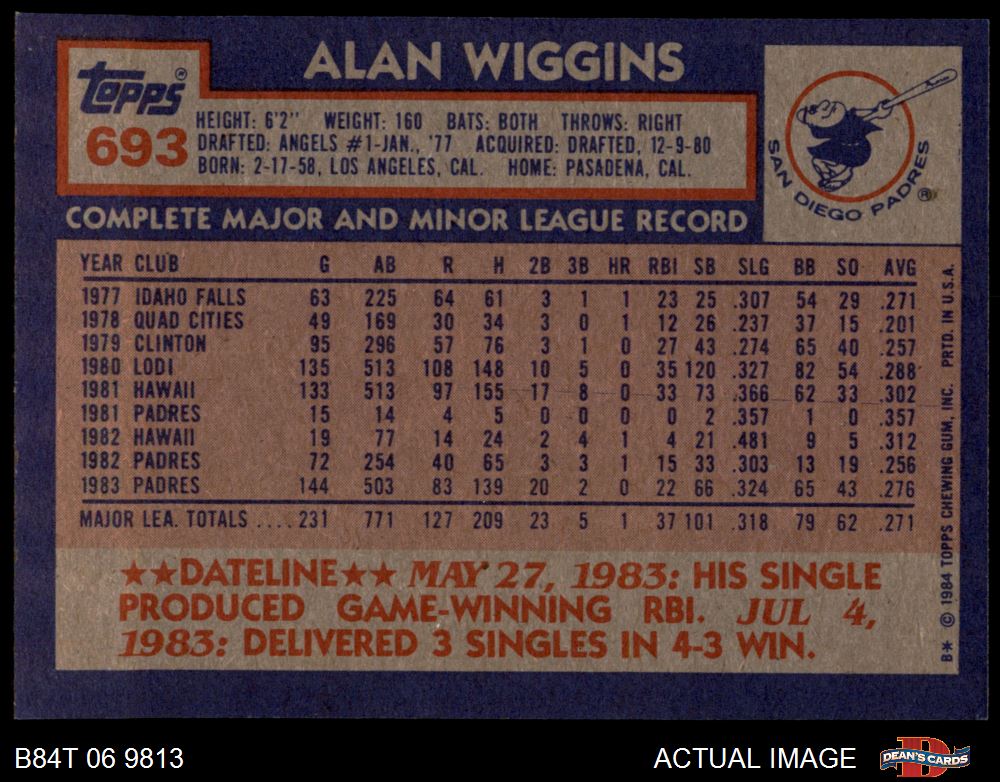 ALAN WIGGINS
Topps®
693
HEIGHT: 6'2" WEIGHT: 160 BATS: BOTH THROWS: RIGHT
DRAFTED: ANGELS #1-JAN., '77 ACQUIRED: DRAFTED, 12-9-80
BORN: 2-17-58, LOS ANGELES, CAL. HOME: PASADENA, CAL.
SAN DIEGO PADRES®
COMPLETE MAJOR AND MINOR LEAGUE RECORD
YEAR CLUB G AB R H 2B 3B HR RBI SB SLG BB SO AVG
1977 IDAHO FALLS 63 225 64 61 3 1 1 23 25 .307 54 29 .271
1978 QUAD CITIES 49 169 30 34 3 0 1 12 26 .237 37 15 .201
1979 CLINTON 95 296 57 76 3 1 0 27 43 .274 65 40 .257
1980 LODI 135 513 108 148 10 5 0 35 120 .327 82 54 .288
1981 HAWAII 133 513 97 155 17 8 0 33 73 .366 62 33 .302
1981 PADRES 15 14 4 5 0 0 0 0 2 .357 1 0 .357
1982 HAWAII 19 77 14 24 2 4 1 4 21 .481 9 5 .312
1982 PADRES 72 254 40 65 3 3 1 15 33 .303 13 19 .256
1983 PADRES 144 503 83 139 20 2 0 22 66 .324 65 43 .276
MAJOR LEA. TOTALS ....231 771 127 209 23 5 1 37 101 .318 79 62 .271
★★DATELINE★★ MAY 27, 1983: HIS SINGLE
PRODUCED GAME-WINNING RBI. JUL 4,
1983: DELIVERED 3 SINGLES IN 4-3 WIN.
B* © 1984 TOPPS CHEWING GUM, INC. PRTD. IN U.S.A.
B84T 06 9813
ACTUAL IMAGE
DEAN'S CARDS